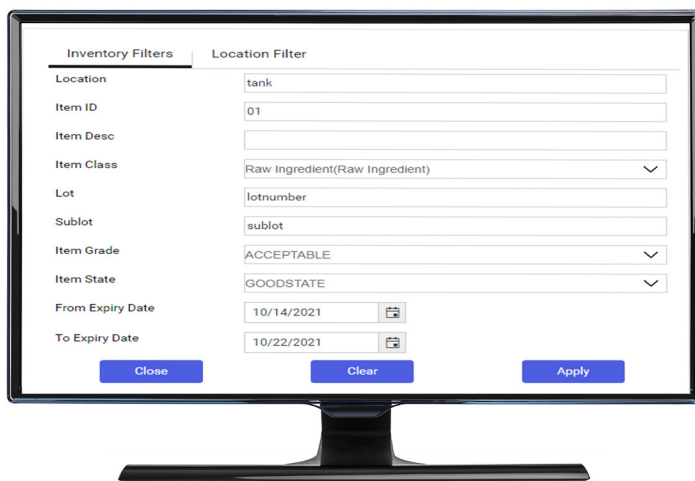 Inventory Filters Location Filter
Location tank
Item ID 01
Item Desc
Item Class Raw Ingredient(Raw Ingredient)
Lot lotnumber
Sublot sublot
Item Grade ACCEPTABLE
Item State GOODSTATE
From Expiry Date 10/14/2021
To Expiry Date 10/22/2021
Close Clear Apply